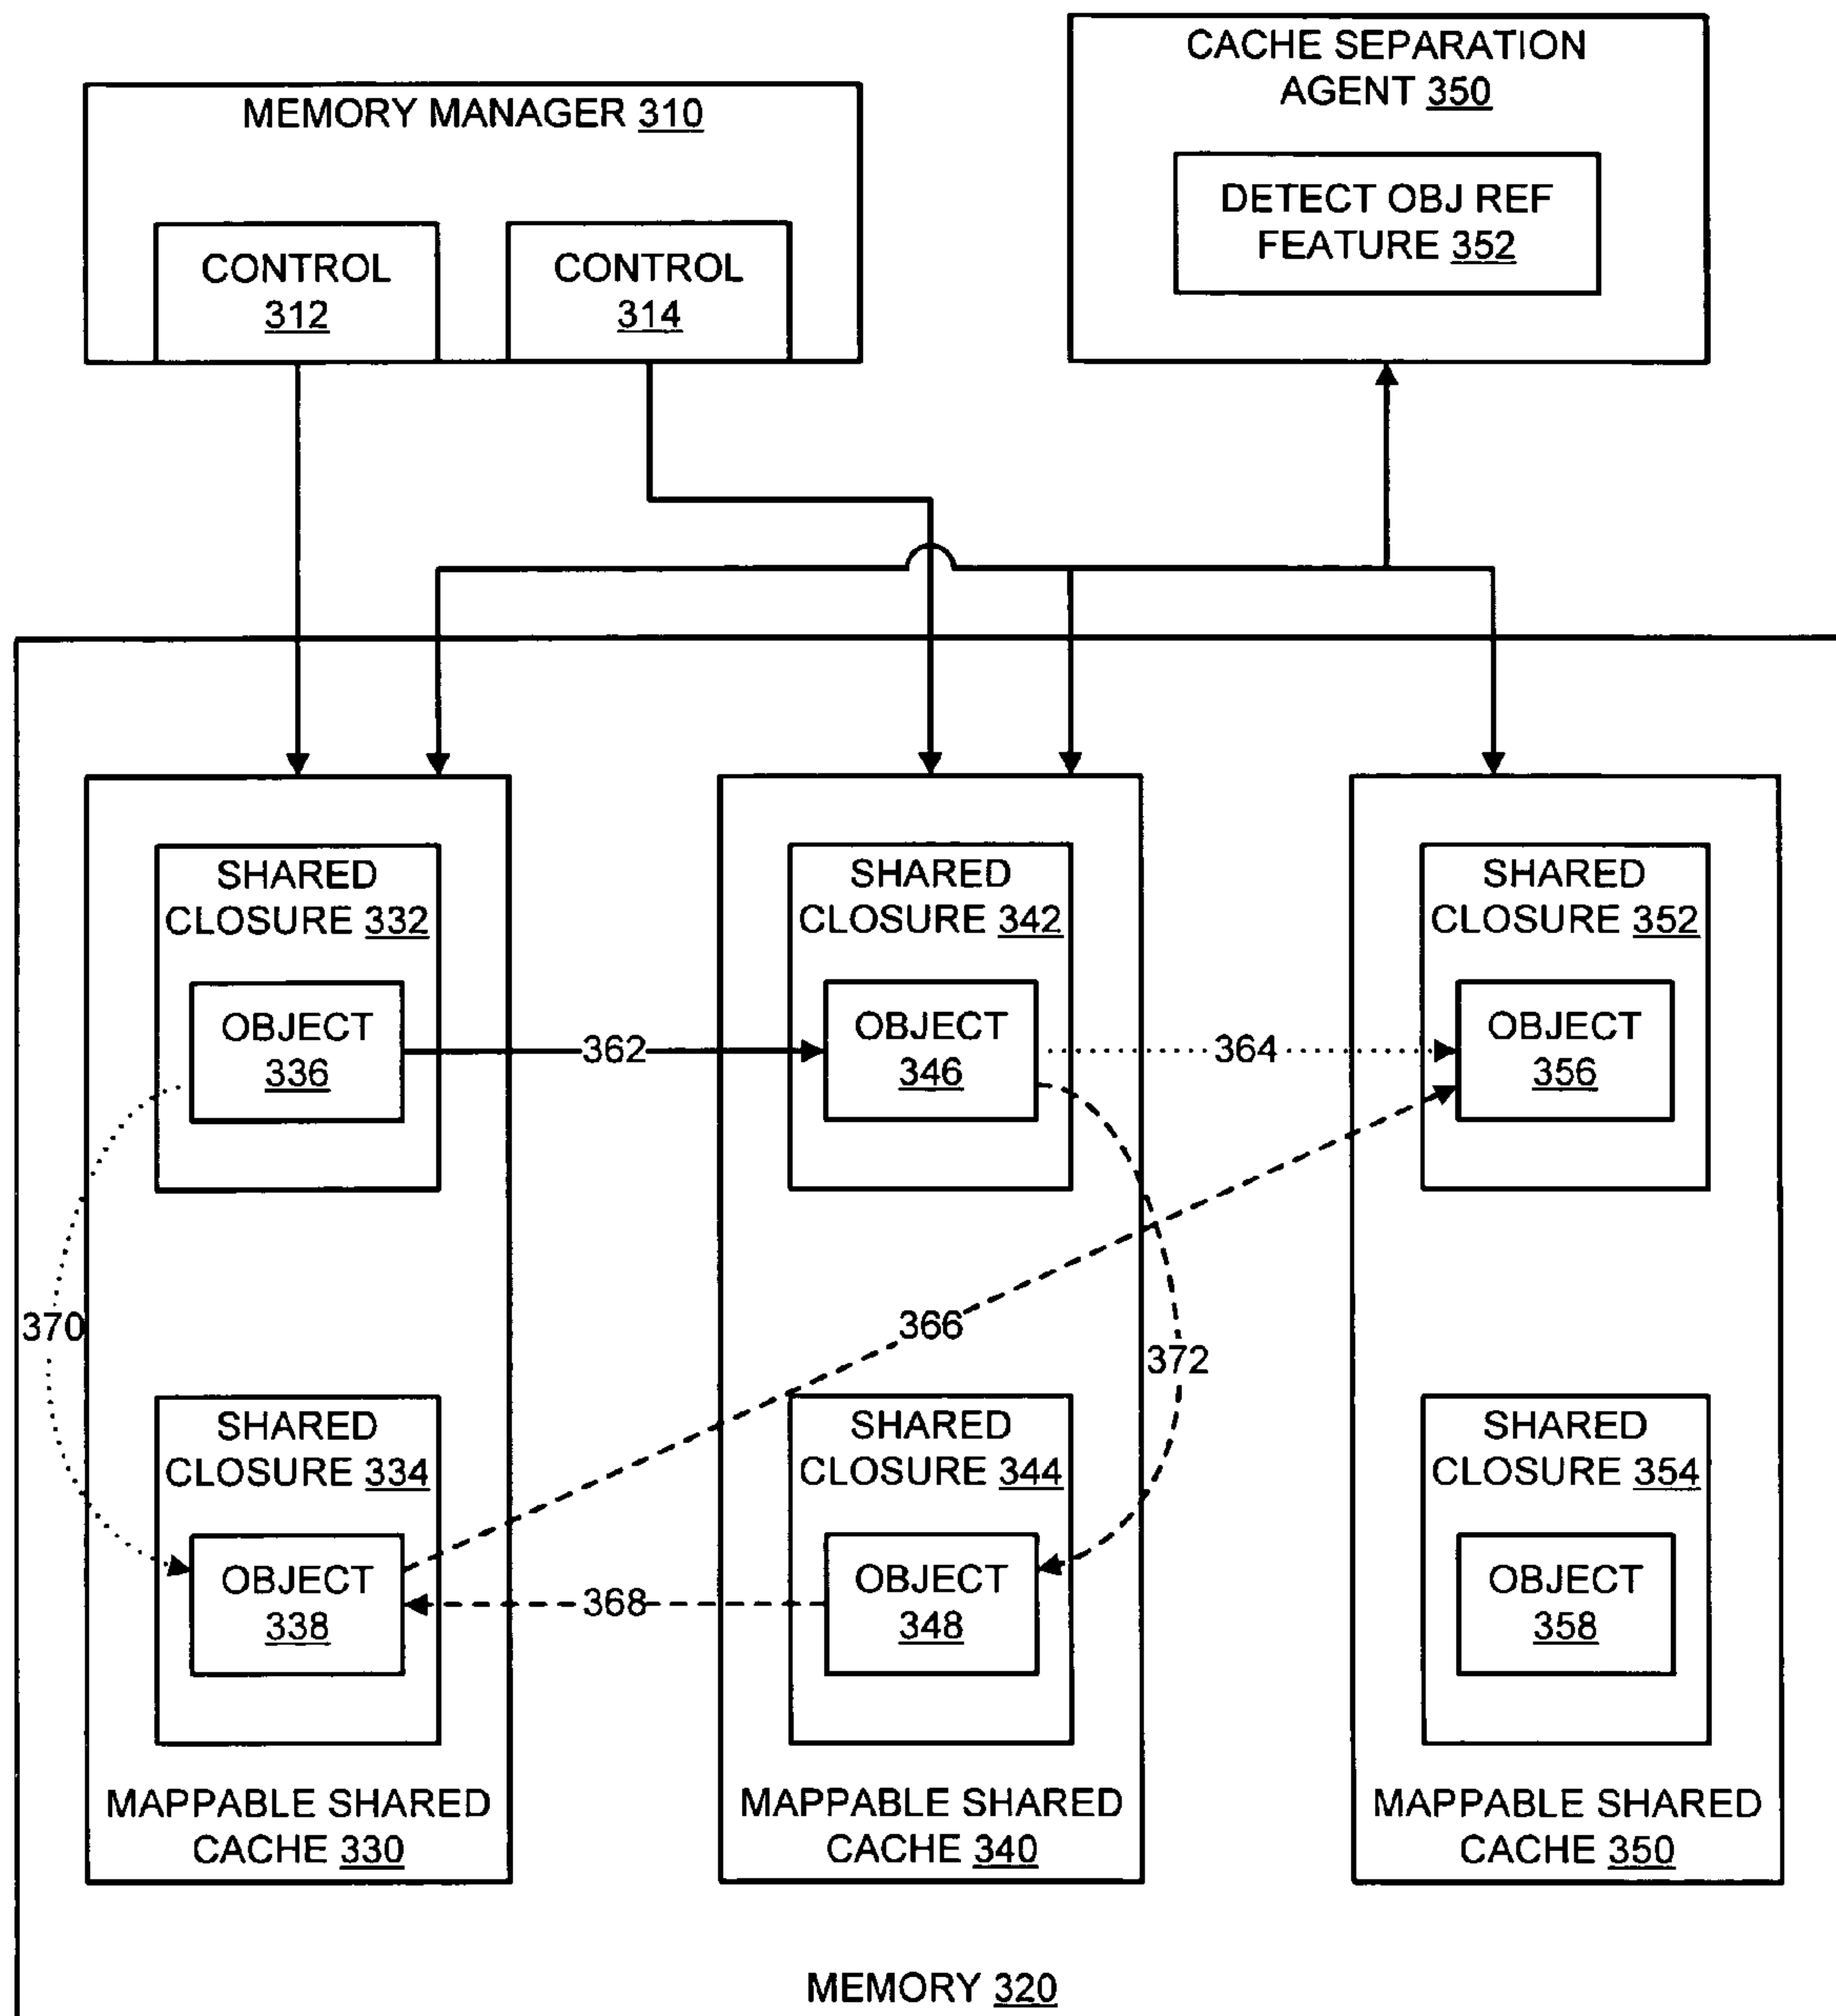 CACHE SEPARATION
AGENT 350
MEMORY MANAGER 310
DETECT OBJ REF
FEATURE 352
CONTROL
312
CONTROL
314
SHARED
CLOSURE 332
SHARED
CLOSURE 342
SHARED
CLOSURE 352
OBJECT
336
362
OBJECT
346
364
OBJECT
356
370
366
372
SHARED
CLOSURE 334
SHARED
CLOSURE 344
SHARED
CLOSURE 354
OBJECT
338
368
OBJECT
348
OBJECT
358
MAPPABLE SHARED
CACHE 330
MAPPABLE SHARED
CACHE 340
MAPPABLE SHARED
CACHE 350
MEMORY 320